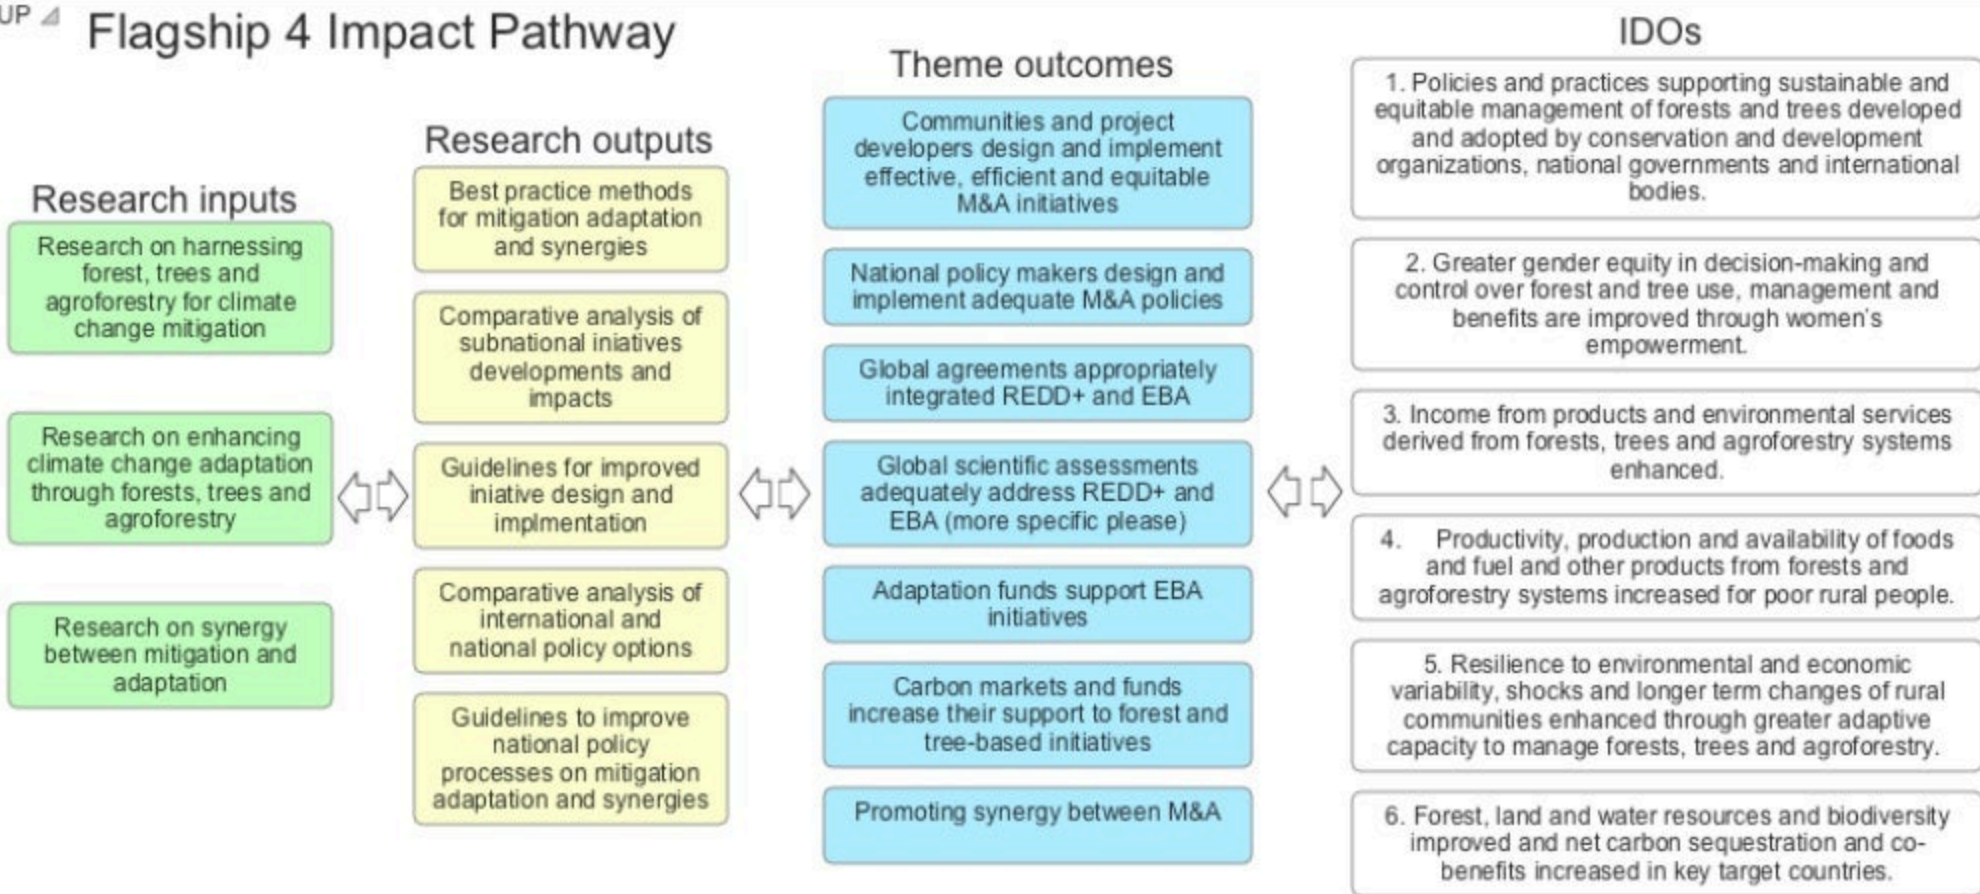 UP
Flagship 4 Impact Pathway
Research inputs
Research on harnessing
forest, trees and
agroforestry for climate
change mitigation
Research on enhancing
climate change adaptation
through forests, trees and
agroforestry
Research on synergy
between mitigation and
adaptation
Research outputs
Best practice methods
for mitigation adaptation
and synergies
Comparative analysis of
subnational iniatives
developments and
impacts
Guidelines for improved
iniative design and
implmentation
Comparative analysis of
international and
national policy options
Guidelines to improve
national policy
processes on mitigation
adaptation and synergies
Theme outcomes
Communities and project
developers design and implement
effective, efficient and equitable
M&A initiatives
National policy makers design and
implement adequate M&A policies
Global agreements appropriately
integrated REDD+ and EBA
Global scientific assessments
adequately address REDD+ and
EBA (more specific please)
Adaptation funds support EBA
initiatives
Carbon markets and funds
increase their support to forest and
tree-based initiatives
Promoting synergy between M&A
IDOs
1. Policies and practices supporting sustainable and
equitable management of forests and trees developed
and adopted by conservation and development
organizations, national governments and international
bodies.
2. Greater gender equity in decision-making and
control over forest and tree use, management and
benefits are improved through women's
empowerment.
3. Income from products and environmental services
derived from forests, trees and agroforestry systems
enhanced.
4. Productivity, production and availability of foods
and fuel and other products from forests and
agroforestry systems increased for poor rural people.
5. Resilience to environmental and economic
variability, shocks and longer term changes of rural
communities enhanced through greater adaptive
capacity to manage forests, trees and agroforestry.
6. Forest, land and water resources and biodiversity
improved and net carbon sequestration and co-
benefits increased in key target countries.